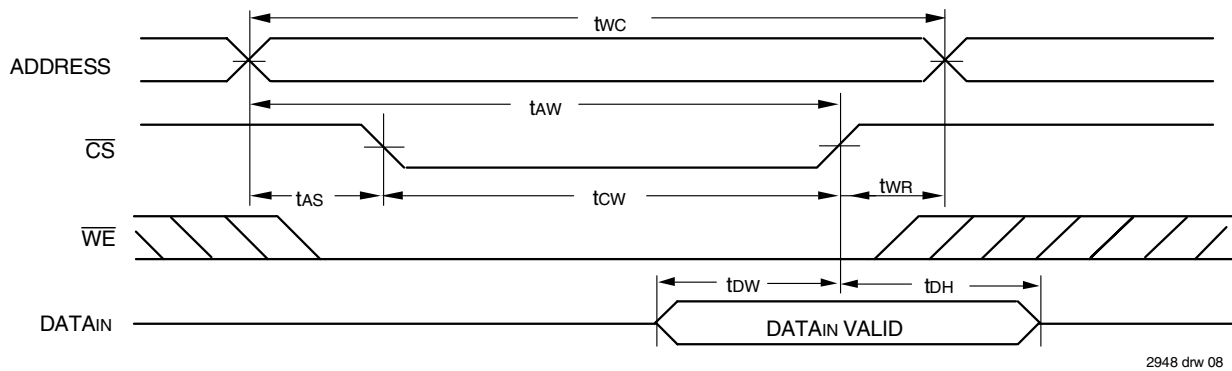 tWC
ADDRESS
tAW
CS
tAS
tCW
tWR
WE
tDW
tDH
DATAIN
DATAIN VALID
2948 drw 08